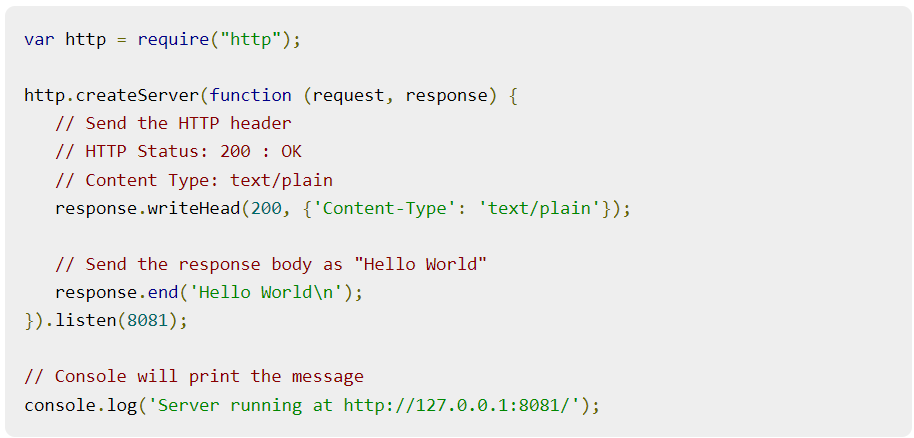 var http = require("http");

http.createServer(function (request, response) {
   // Send the HTTP header
   // HTTP Status: 200 : OK
   // Content Type: text/plain
   response.writeHead(200, {'Content-Type': 'text/plain'});

   // Send the response body as "Hello World"
   response.end('Hello World\n');
}).listen(8081);

// Console will print the message
console.log('Server running at http://127.0.0.1:8081/');